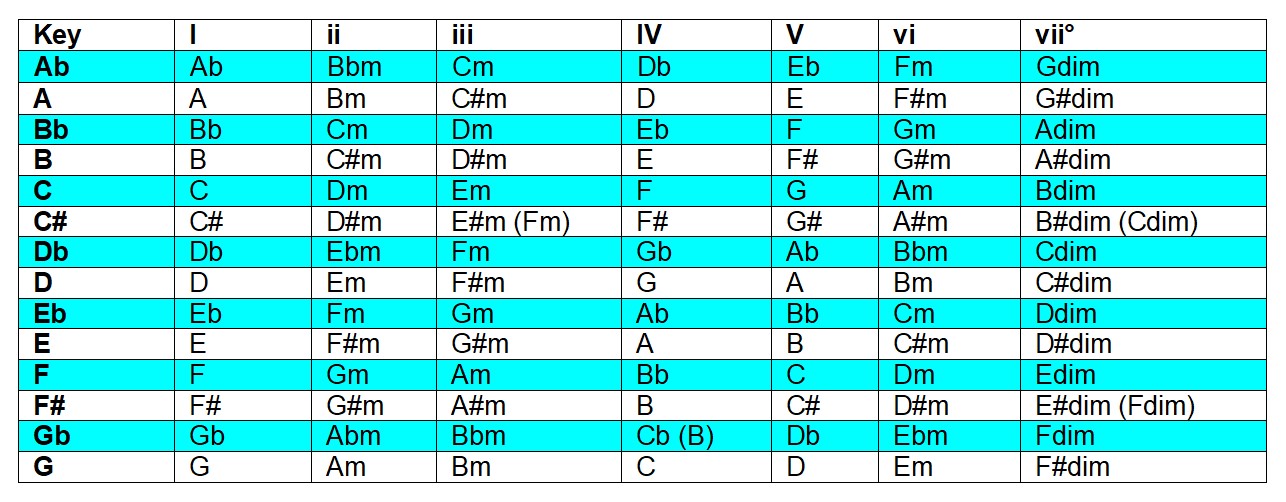 Key I ii iii IV V vi vii°
Ab Ab Bbm Cm Db Eb Fm Gdim
A A Bm C#m D E F#m G#dim
Bb Bb Cm Dm Eb F Gm Adim
B B C#m D#m E F# G#m A#dim
C C Dm Em F G Am Bdim
C# C# D#m E#m (Fm) F# G# A#m B#dim (Cdim)
Db Db Ebm Fm Gb Ab Bbm Cdim
D D Em F#m G A Bm C#dim
Eb Eb Fm Gm Ab Bb Cm Ddim
E E F#m G#m A B C#m D#dim
F F Gm Am Bb C Dm Edim
F# F# G#m A#m B C# D#m E#dim (Fdim)
Gb Gb Abm Bbm Cb (B) Db Ebm Fdim
G G Am Bm C D Em F#dim